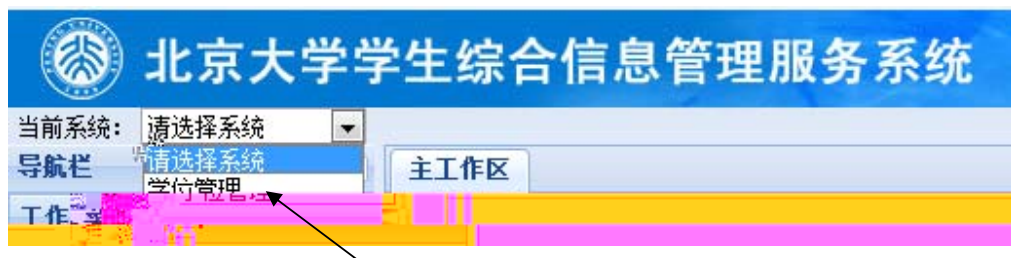 北京大学学生综合信息管理服务系统
当前系统： 请选择系统
导航栏 请选择系统 主工作区
学位管理
工作